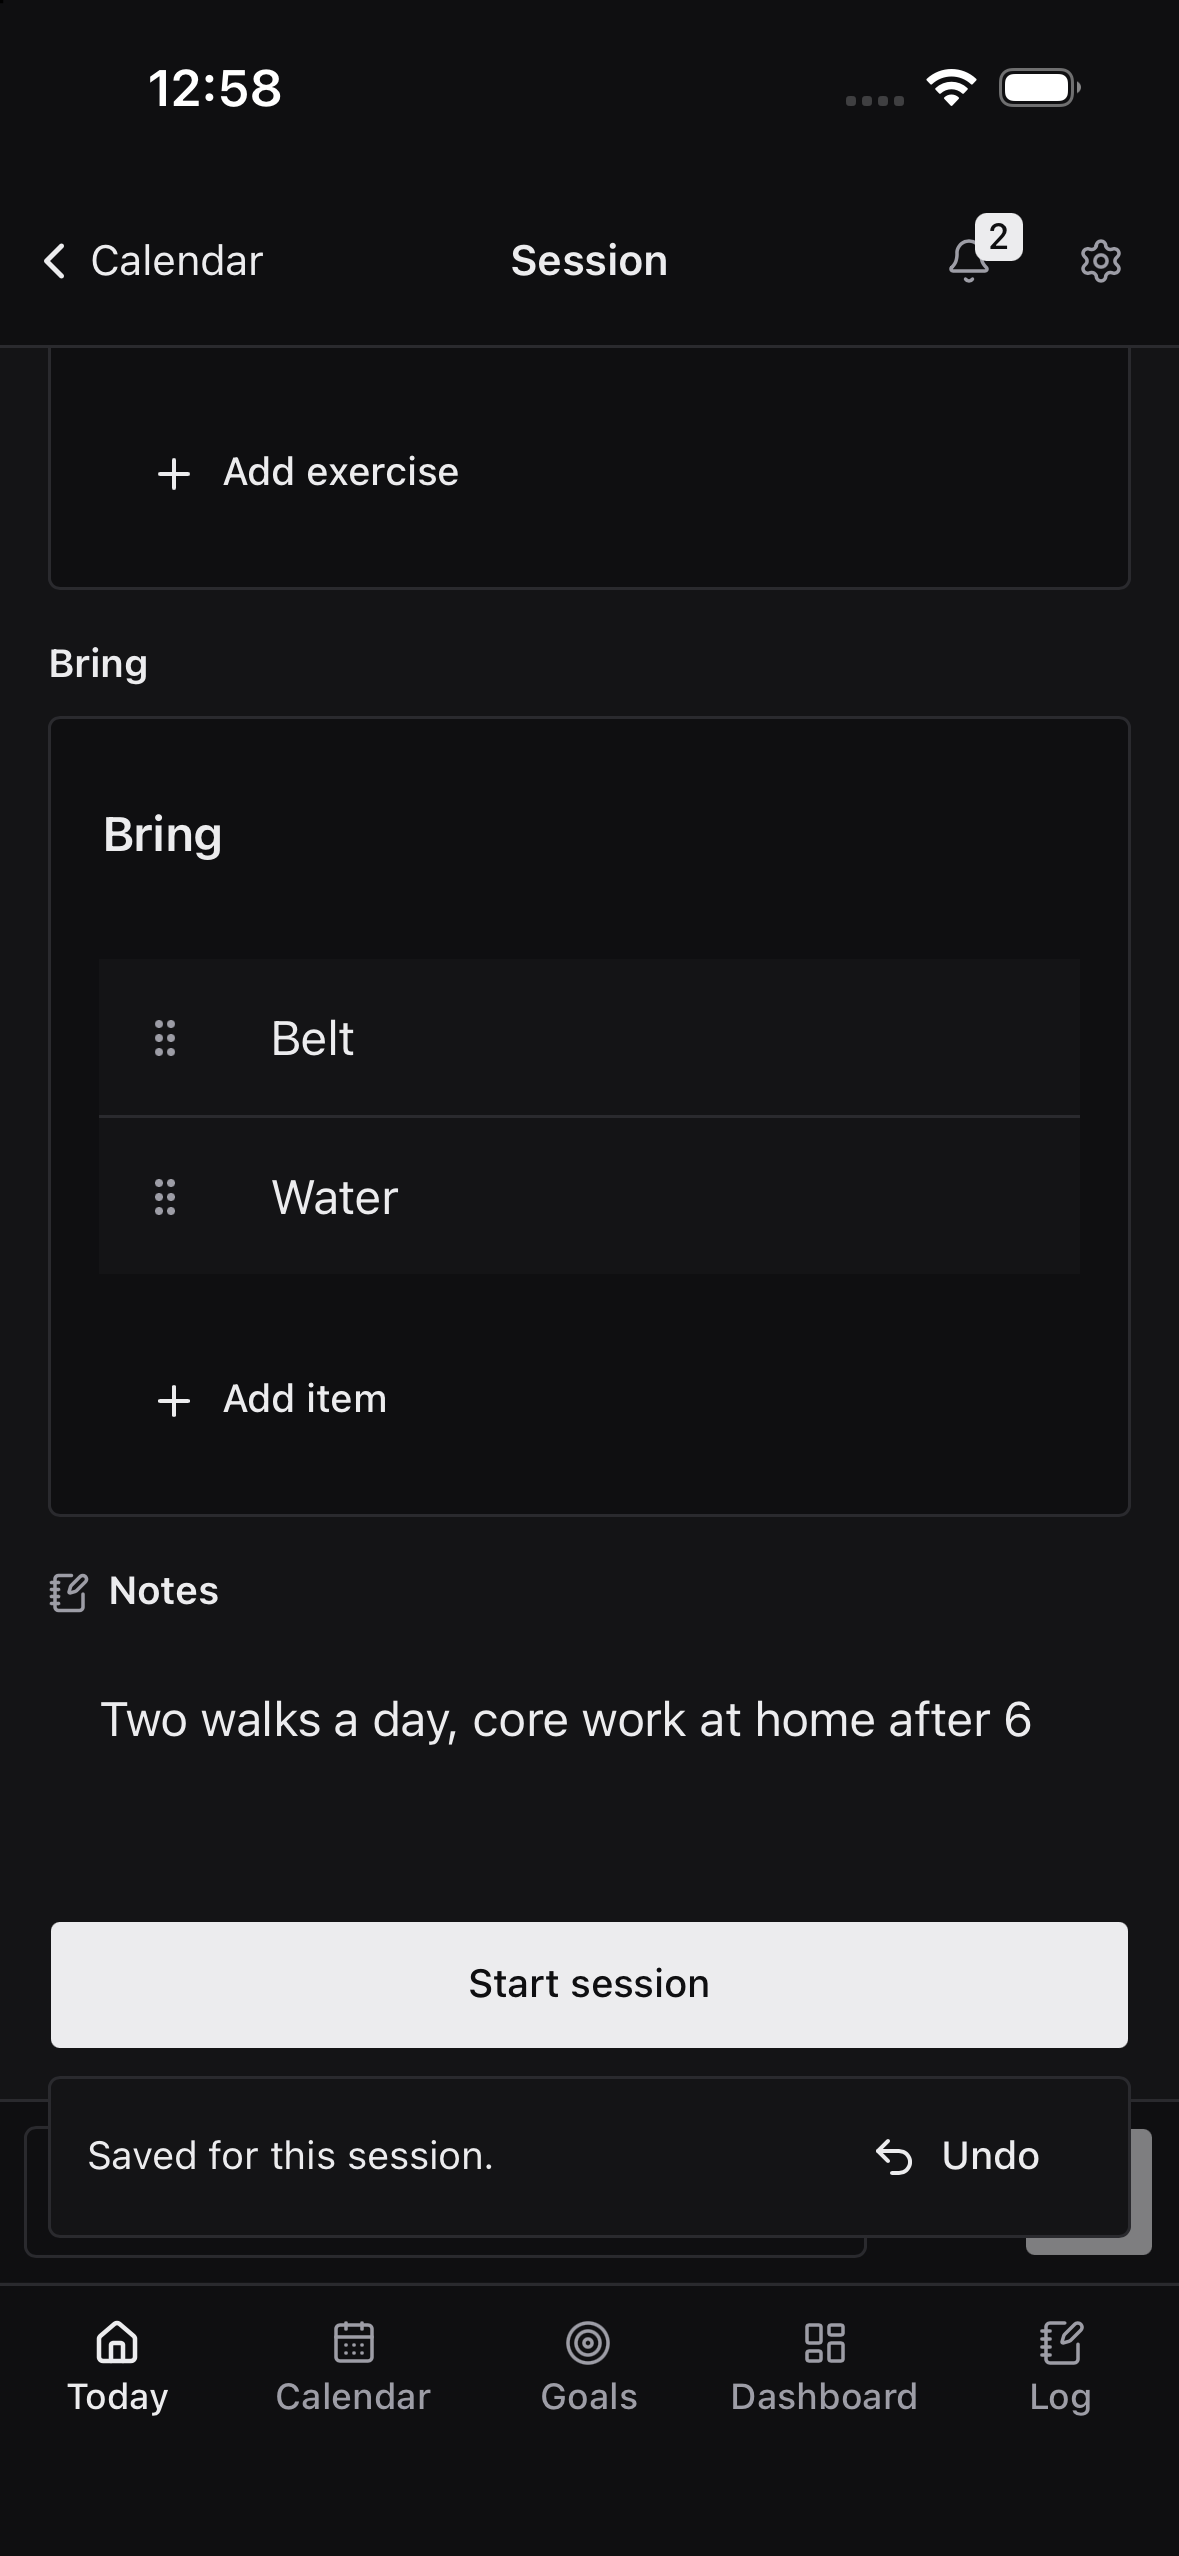 12:58
Calendar
Session
2
Add exercise
Bring
Bring
Belt
Water
Add item
Notes
Two walks a day, core work at home after 6
Start session
Saved for this session.
Undo
Today
Calendar
Goals
Dashboard
Log